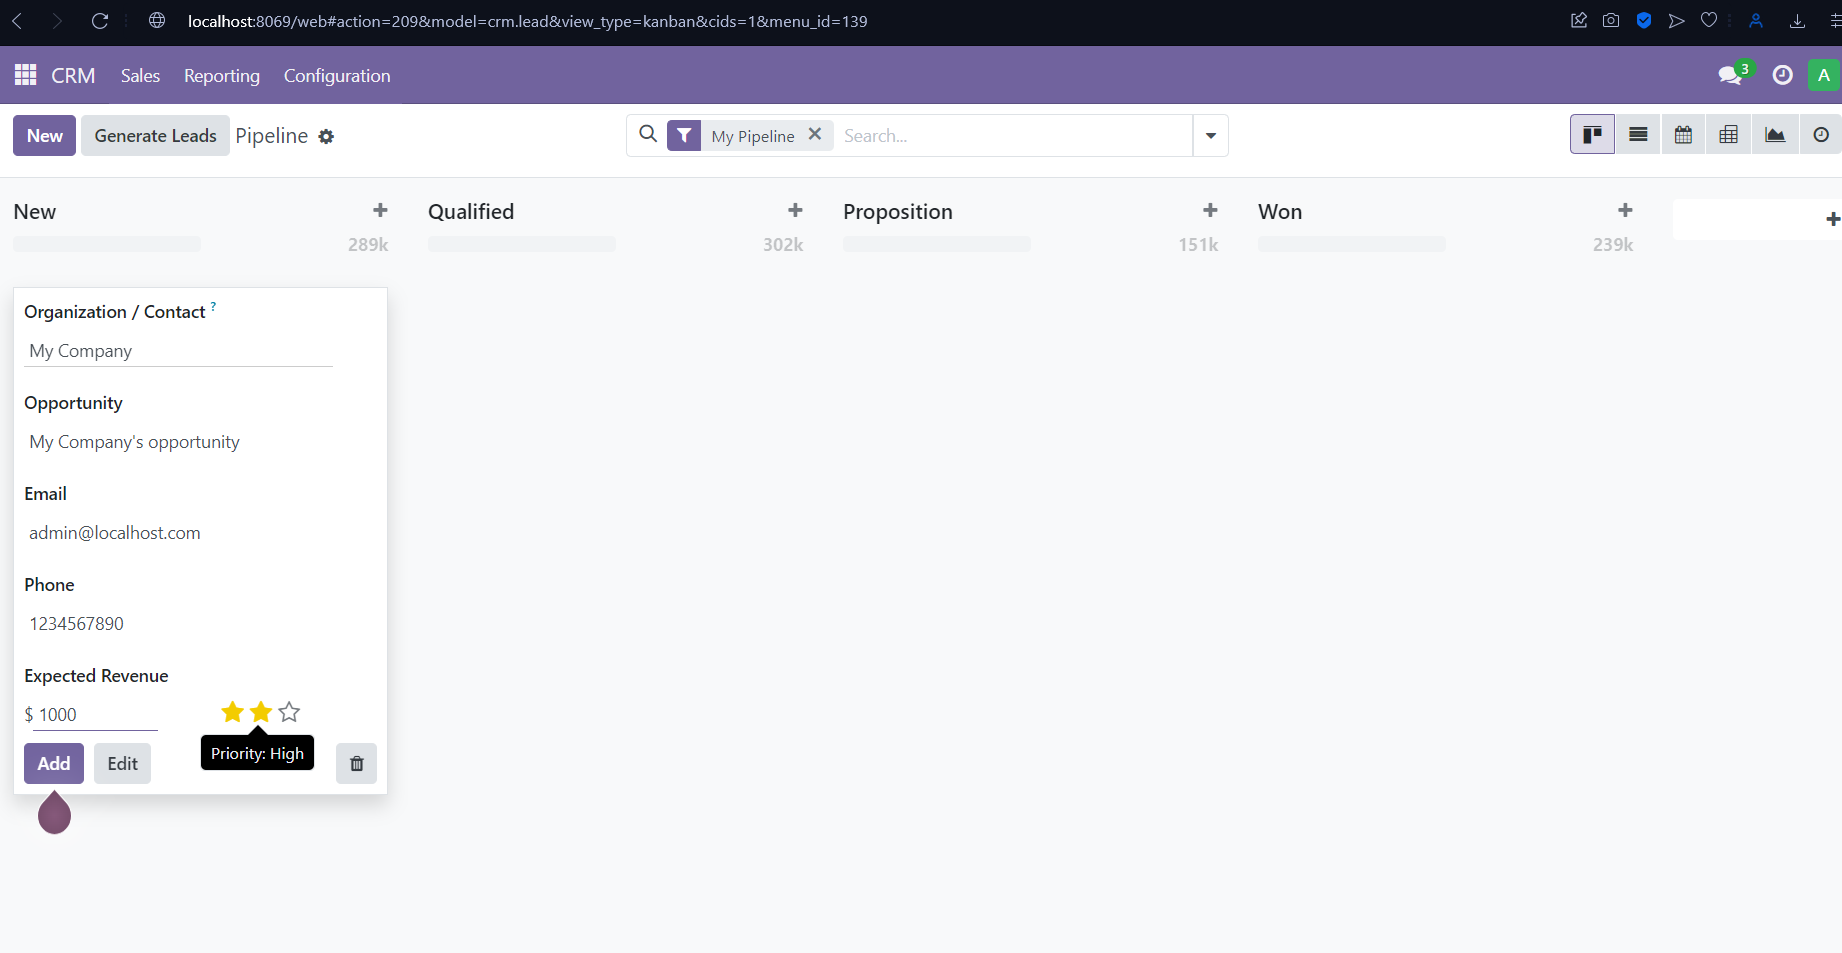 localhost:8069/web#action=209&model=crm.lead&view_type=kanban&cids=1&menu_id=139
CRM Sales Reporting Configuration 3 A
New Generate Leads Pipeline My Pipeline Search...
New 289k
Qualified 302k
Proposition 151k
Won 239k
Organization / Contact ?
My Company
Opportunity
My Company's opportunity
Email
admin@localhost.com
Phone
1234567890
Expected Revenue
$ 1000
Priority: High
Add Edit